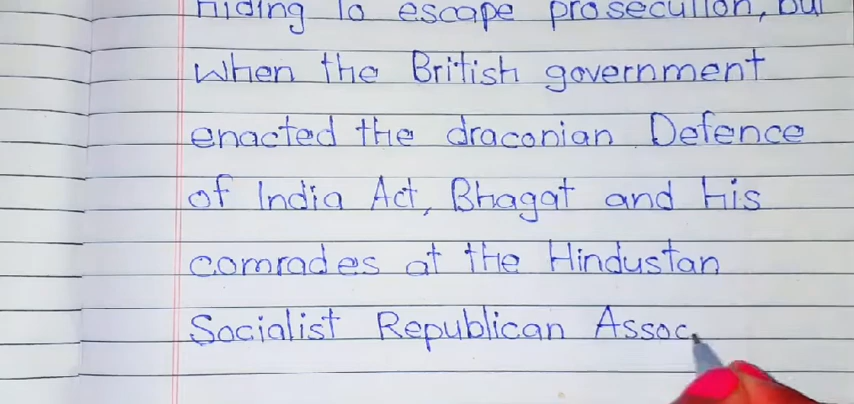 hiding to escape prosecution, but
when the British government
enacted the draconian Defence
of India Act, Bhagat and his
comrades at the Hindustan
Socialist Republican Assoc